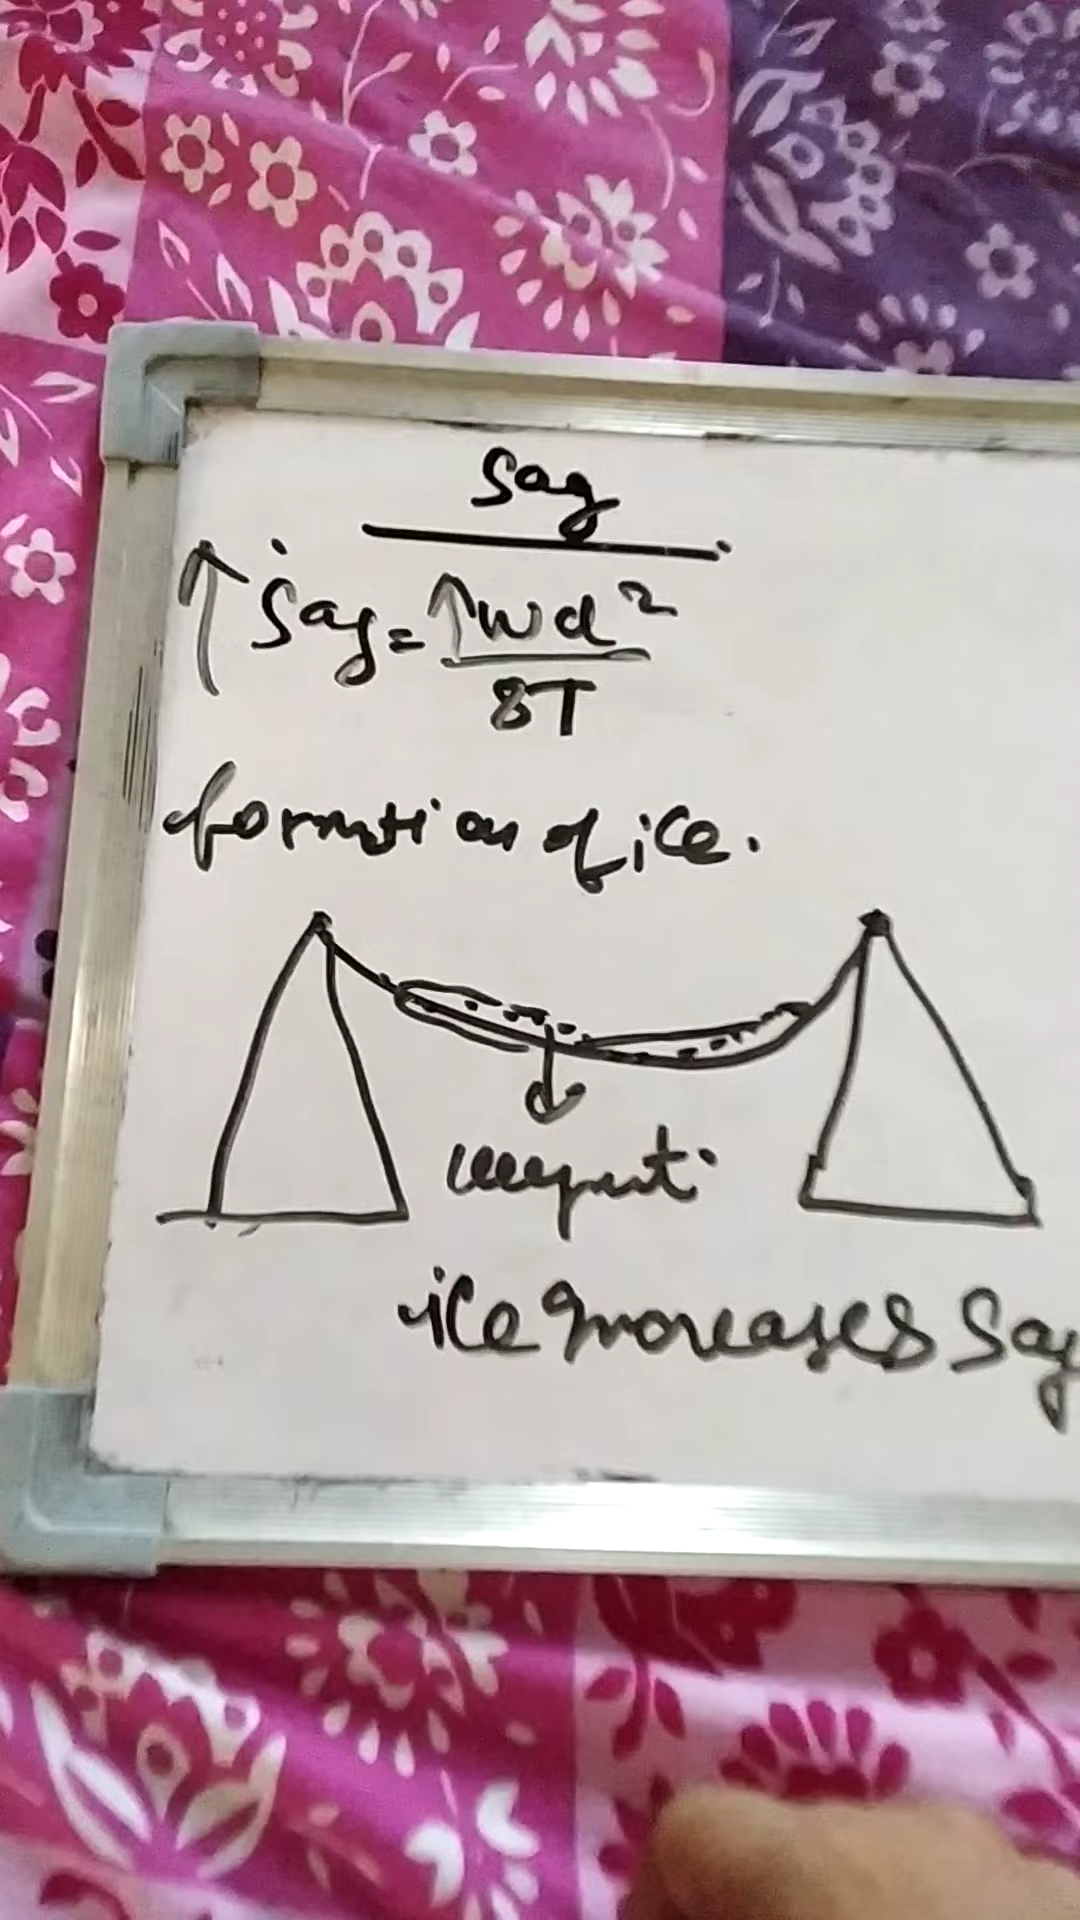 Sag
↑ Sag = ↑wd²
8T
formation of ice.
ice increases Sag